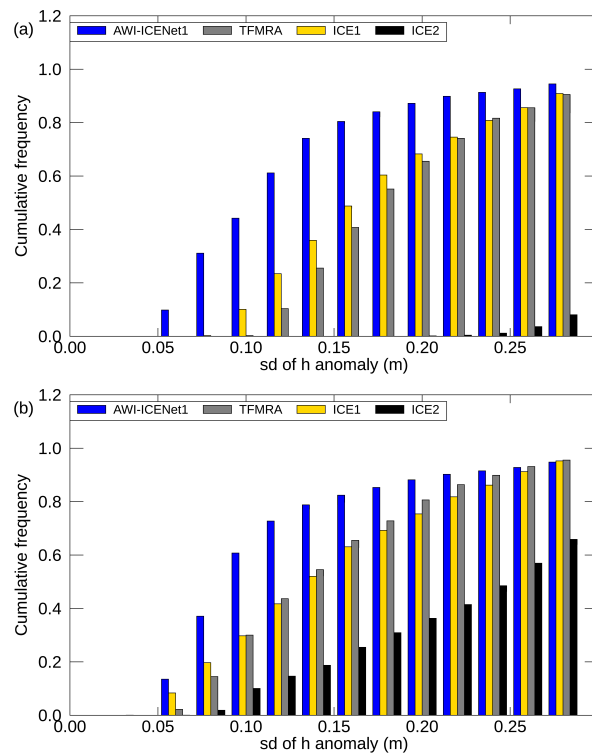 (a)
1.2
AWI-ICENet1 TFMRA ICE1 ICE2
1.0
0.8
0.6
0.4
0.2
0.0
Cumulative frequency
0.00 0.05 0.10 0.15 0.20 0.25
sd of h anomaly (m)
(b)
1.2
AWI-ICENet1 TFMRA ICE1 ICE2
1.0
0.8
0.6
0.4
0.2
0.0
Cumulative frequency
0.00 0.05 0.10 0.15 0.20 0.25
sd of h anomaly (m)